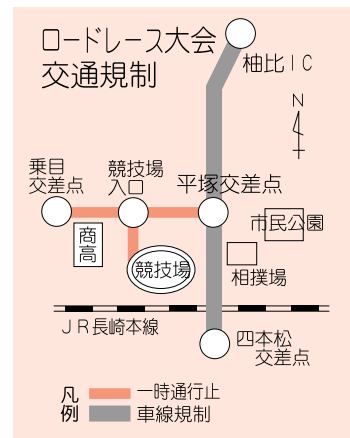 ロードレース大会
交通規制
柚比IC
N
乗目
交差点
競技場
入口
平塚交差点
商高
市民公園
競技場
相撲場
JR長崎本線
四本松
交差点
凡例
一時通行止
車線規制